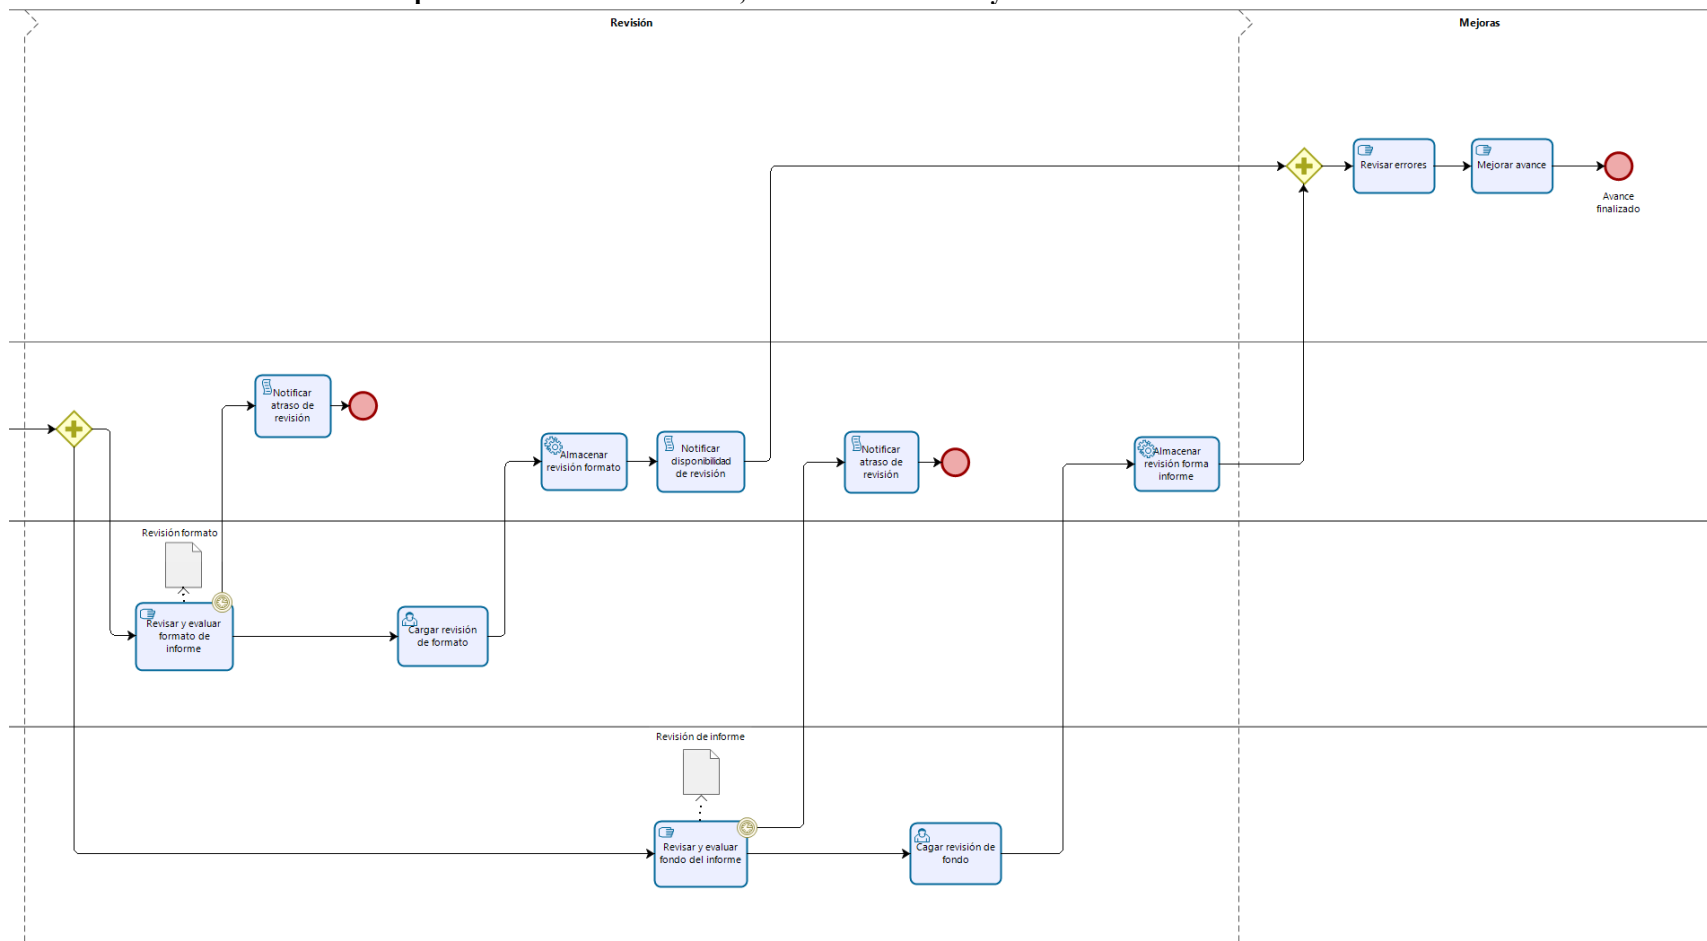 Revisión
Mejoras
Revisar errores
Mejorar avance
Avance
finalizado
Notificar
atraso de
revisión
Almacenar
revisión formato
Notificar
disponibilidad
de revisión
Notificar
atraso de
revisión
Almacenar
revisión forma
informe
Revisión formato
Revisar y evaluar
formato de
informe
Cargar revisión
de formato
Revisión de informe
Revisar y evaluar
fondo del informe
Cagar revisión de
fondo